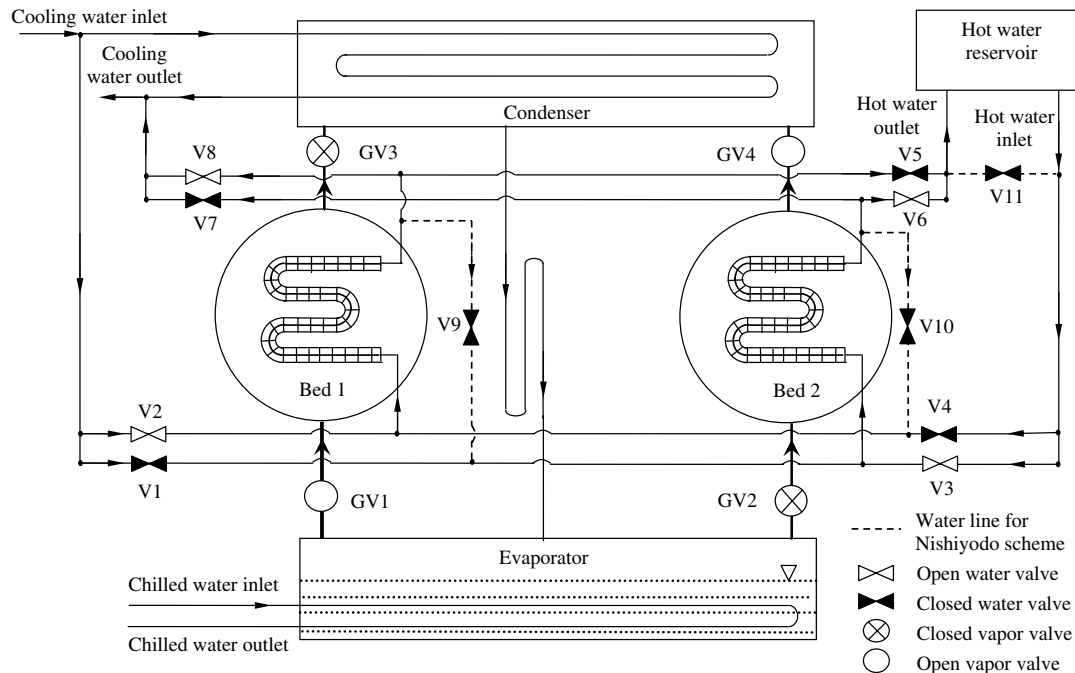 Cooling water inlet
Cooling
water outlet
Hot water
reservoir
Condenser
Hot water
outlet
Hot water
inlet
GV3
GV4
V8
V5
V7
V6
V11
V9
V10
Bed 1
Bed 2
V2
V4
V1
V3
GV1
GV2
Evaporator
Chilled water inlet
Chilled water outlet
Water line for
Nishiyodo scheme
Open water valve
Closed water valve
Closed vapor valve
Open vapor valve